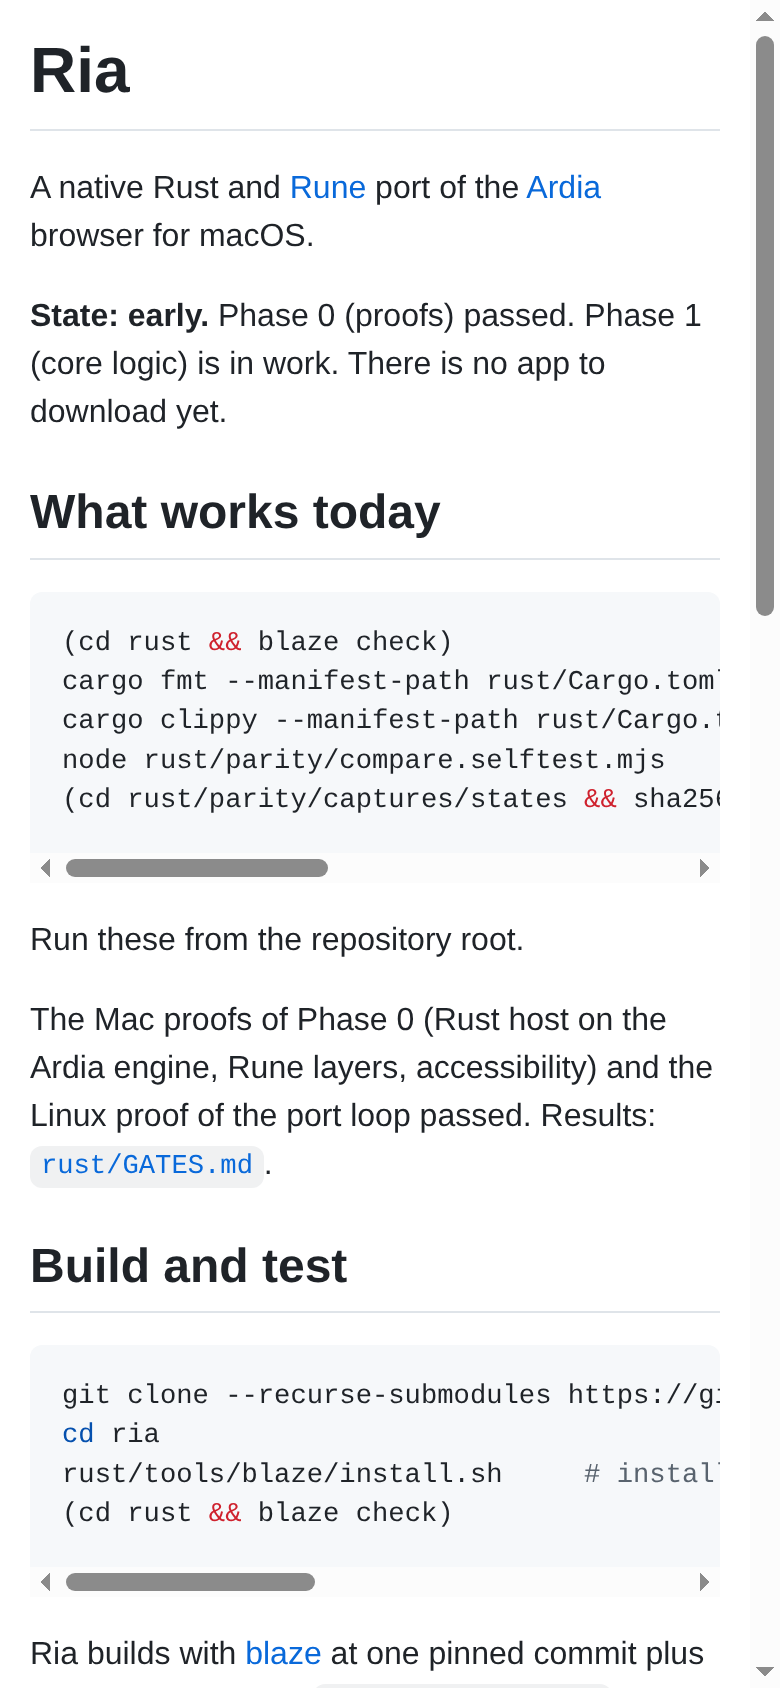 Ria
A native Rust and Rune port of the Ardia
browser for macOS.
State: early. Phase 0 (proofs) passed. Phase 1
(core logic) is in work. There is no app to
download yet.
What works today
(cd rust && blaze check)
cargo fmt --manifest-path rust/Cargo.toml
cargo clippy --manifest-path rust/Cargo.t
node rust/parity/compare.selftest.mjs
(cd rust/parity/captures/states && sha256
Run these from the repository root.
The Mac proofs of Phase 0 (Rust host on the
Ardia engine, Rune layers, accessibility) and the
Linux proof of the port loop passed. Results:
rust/GATES.md.
Build and test
git clone --recurse-submodules https://gi
cd ria
rust/tools/blaze/install.sh     # install
(cd rust && blaze check)
Ria builds with blaze at one pinned commit plus